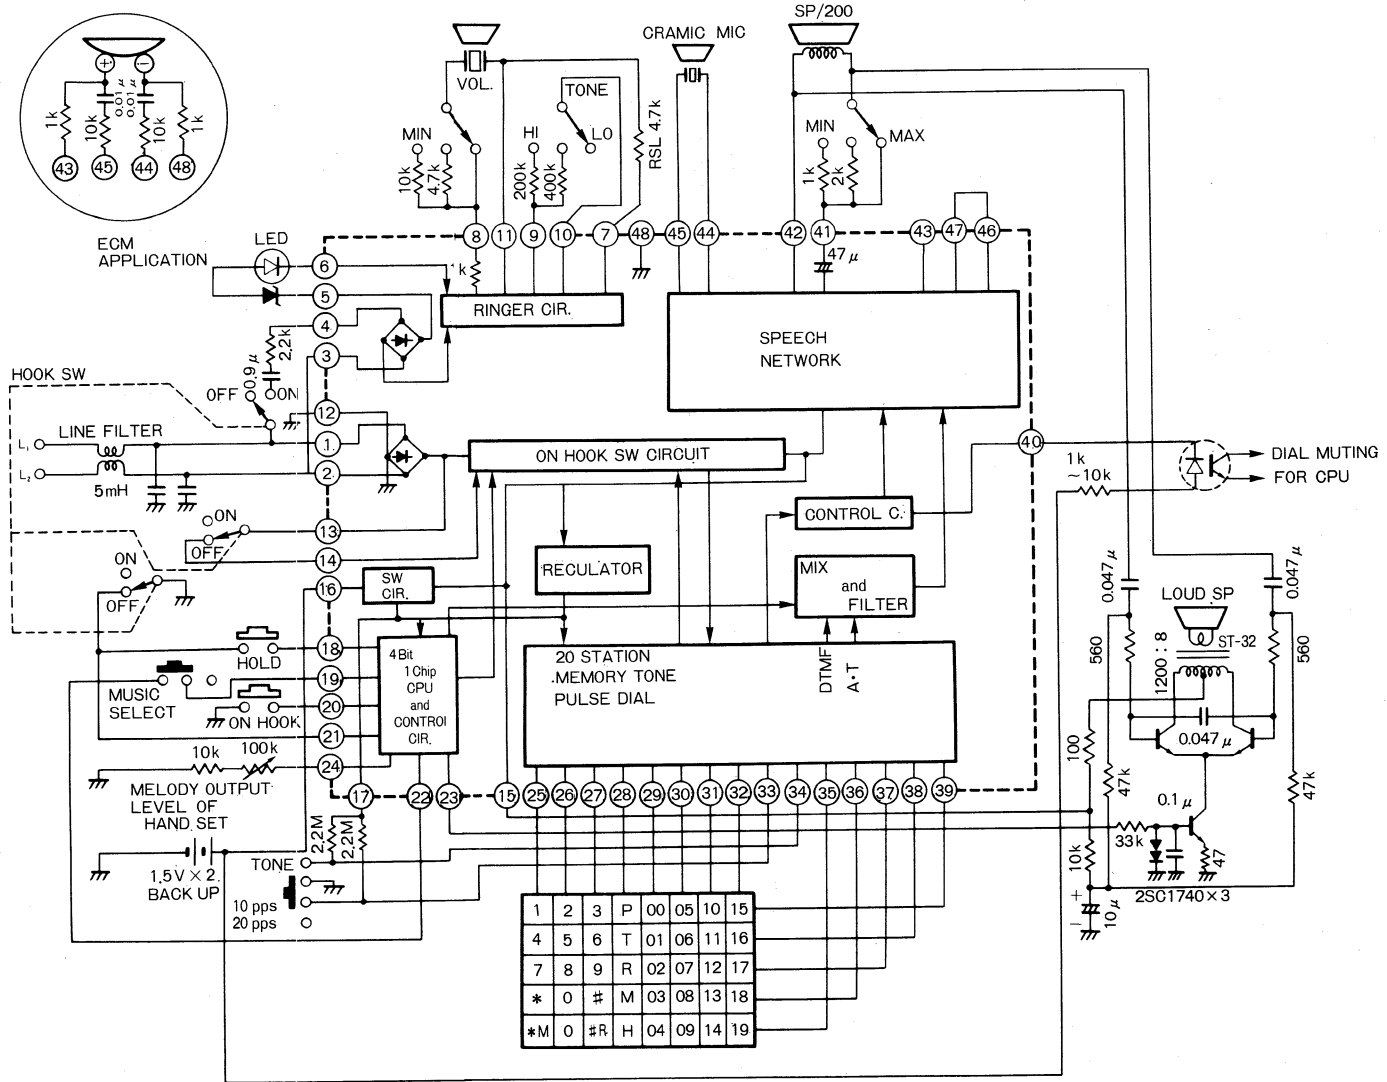 SP/200
CRAMIC MIC
VOL.
TONE
+
−
0.01μ
0.01μ
1k
10k
10k
1k
43
45
44
48
ECM
APPLICATION
MIN
10k
4.7k
HI
LO
200k
400k
RSL 4.7k
MIN
MAX
1k
2k
LED
8
11
9
10
7
48
45
44
42
41
43
47
46
6
5
4
3
12
1
2
13
14
16
18
19
20
21
24
1k
47μ
RINGER CIR.
SPEECH
NETWORK
2.2k
0.9μ
HOOK SW
OFF
ON
LINE FILTER
L₁
L₂
5mH
ON HOOK SW CIRCUIT
40
1k
~10k
DIAL MUTING
FOR CPU
CONTROL C.
ON
OFF
ON
OFF
SW
CIR.
RECULATOR
MIX
and
FILTER
0.047μ
0.047μ
LOUD SP
ST-32
1200 : 8
560
560
HOLD
MUSIC
SELECT
ON HOOK
4Bit
1Chip
CPU
and
CONTROl
CIR.
20 STATION
.MEMORY TONE
PULSE DIAL
DTMF
A·T
0.047μ
100
47k
47k
10k
100k
MELODY OUTPUT
LEVEL OF
HAND SET
17
22
23
15
25
26
27
28
29
30
31
32
33
34
35
36
37
38
39
2.2M
2.2M
0.1μ
33k
47
10k
2SC1740×3
+
−
10μ
1.5V×2.
BACK UP
TONE
10 pps
20 pps
1 2 3 P 00 05 10 15
4 5 6 T 01 06 11 16
7 8 9 R 02 07 12 17
* 0 # M 03 08 13 18
*M 0 #R H 04 09 14 19